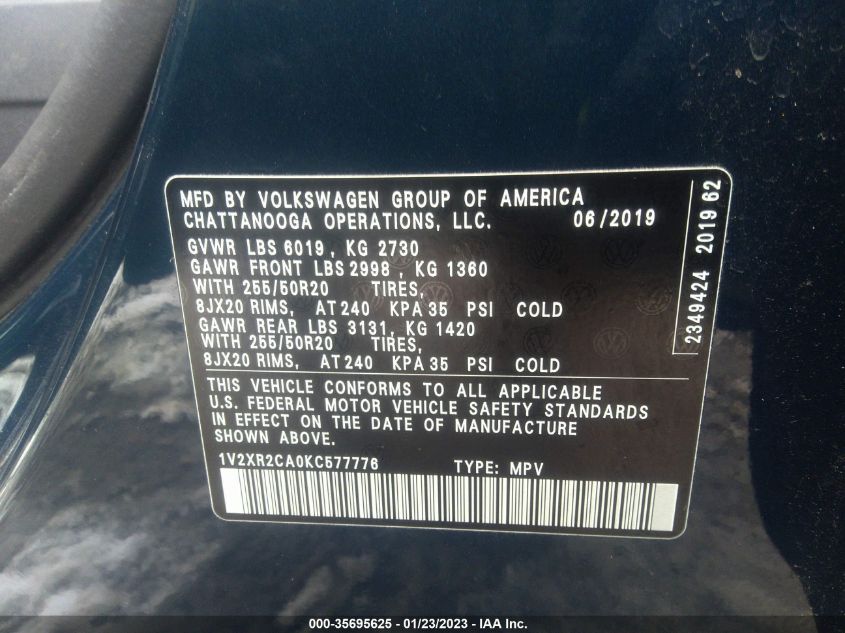 MFD BY VOLKSWAGEN GROUP OF AMERICA
CHATTANOOGA OPERATIONS, LLC. 06/2019
GVWR LBS 6019 , KG 2730
GAWR FRONT LBS 2998 , KG 1360
WITH 255/50R20 TIRES,
8JX20 RIMS, AT 240 KPA 35 PSI COLD
GAWR REAR LBS 3131, KG 1420
WITH 255/50R20 TIRES,
8JX20 RIMS, AT 240 KPA 35 PSI COLD
THIS VEHICLE CONFORMS TO ALL APPLICABLE
U.S. FEDERAL MOTOR VEHICLE SAFETY STANDARDS
IN EFFECT ON THE DATE OF MANUFACTURE
SHOWN ABOVE.
1V2XR2CA0KC577776 TYPE: MPV
2349424 2019 62
000-35695625 - 01/23/2023 - IAA Inc.